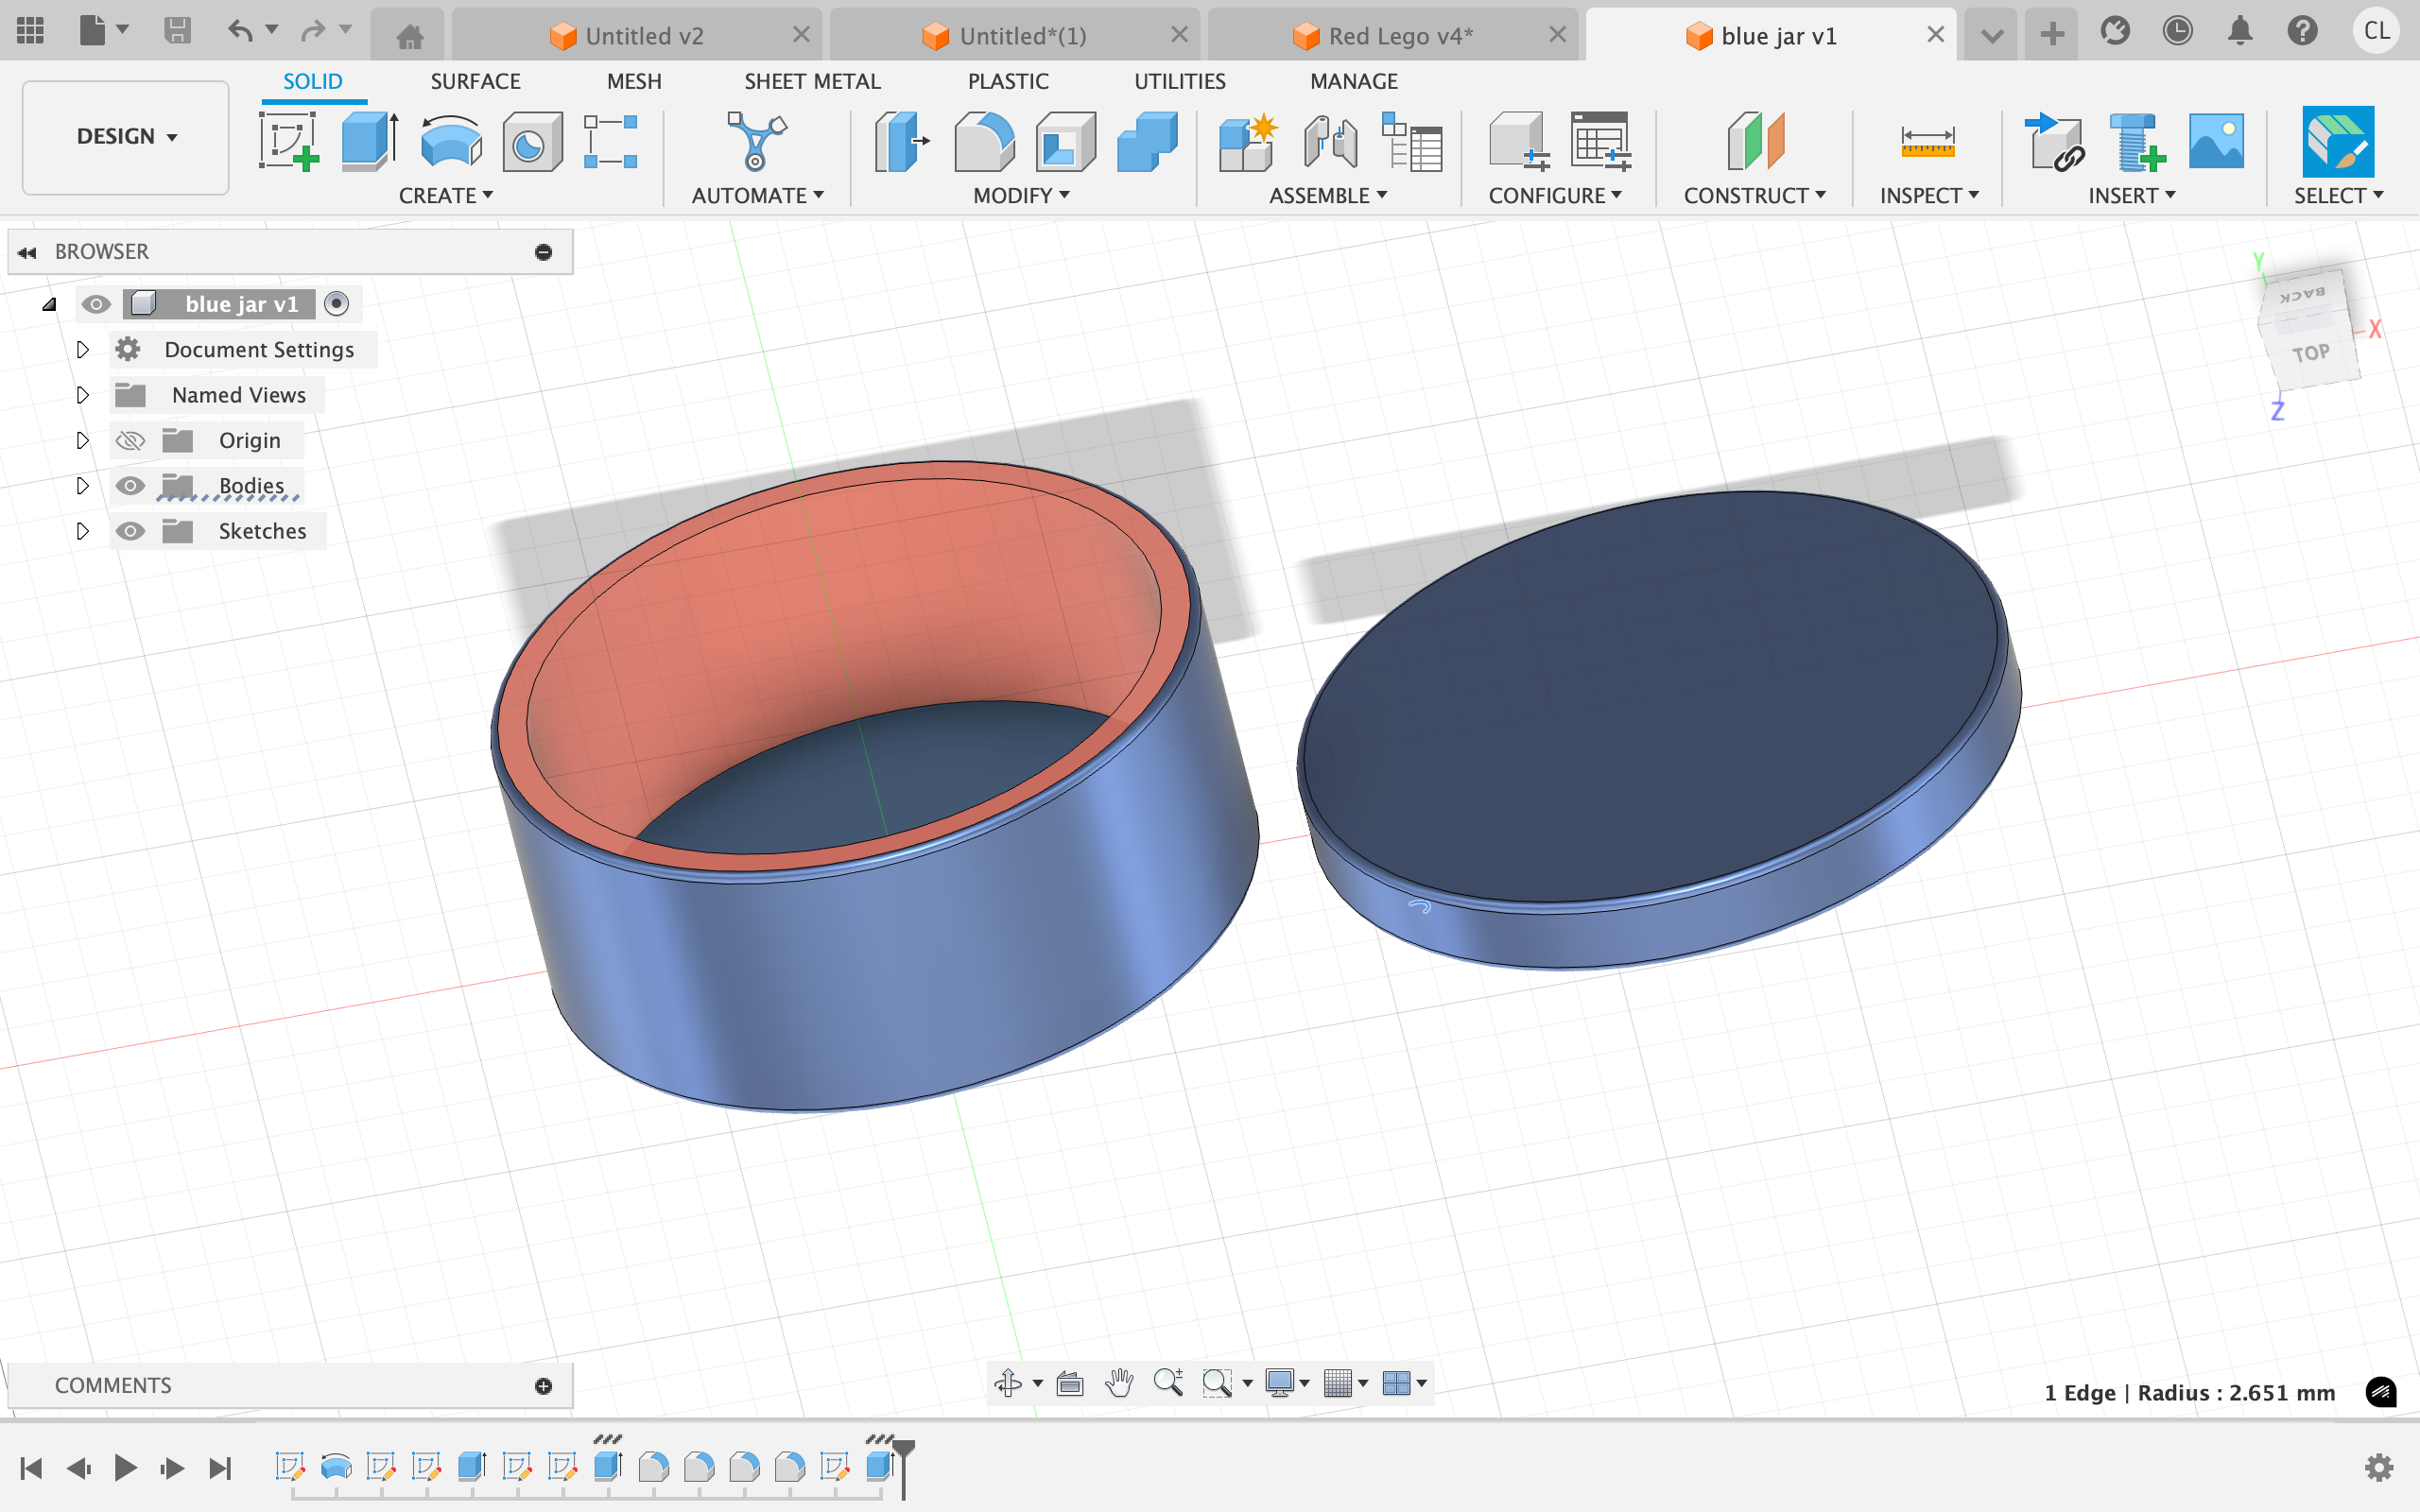 Untitled v2
Untitled*(1)
Red Lego v4*
blue jar v1
CL
SOLID
SURFACE
MESH
SHEET METAL
PLASTIC
UTILITIES
MANAGE
DESIGN
CREATE
AUTOMATE
MODIFY
ASSEMBLE
CONFIGURE
CONSTRUCT
INSPECT
INSERT
SELECT
BROWSER
blue jar v1
Document Settings
Named Views
Origin
Bodies
Sketches
Y
BACK
X
TOP
Z
COMMENTS
1 Edge | Radius : 2.651 mm